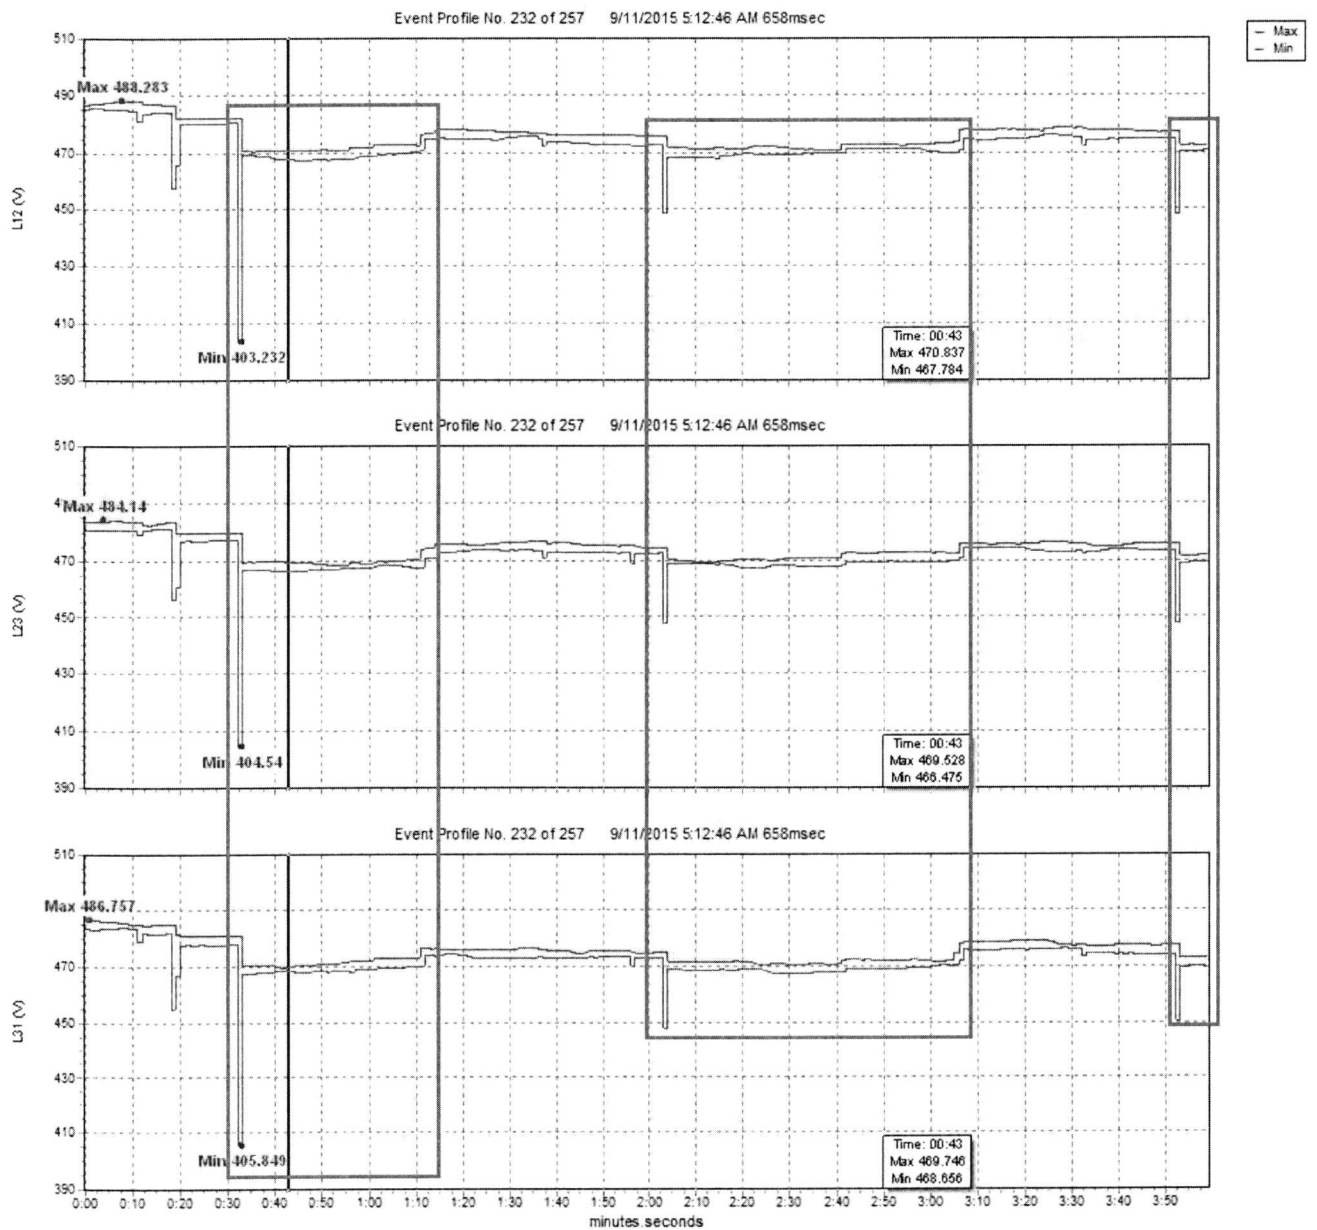 Event Profile No. 232 of 257 9/11/2015 5:12:46 AM 658msec
Max
Min
510
490
470
450
430
410
390
L12 (V)
Max 488.283
Min 403.232
Time: 00:43
Max 470.837
Min 467.784
Event Profile No. 232 of 257 9/11/2015 5:12:46 AM 658msec
510
470
450
430
410
390
L23 (V)
Max 484.14
Min 404.54
Time: 00:43
Max 469.528
Min 466.475
Event Profile No. 232 of 257 9/11/2015 5:12:46 AM 658msec
510
470
450
430
410
390
L31 (V)
Max 486.757
Min 405.849
Time: 00:43
Max 469.746
Min 468.656
0:00 0:10 0:20 0:30 0:40 0:50 1:00 1:10 1:20 1:30 1:40 1:50 2:00 2:10 2:20 2:30 2:40 2:50 3:00 3:10 3:20 3:30 3:40 3:50
minutes.seconds